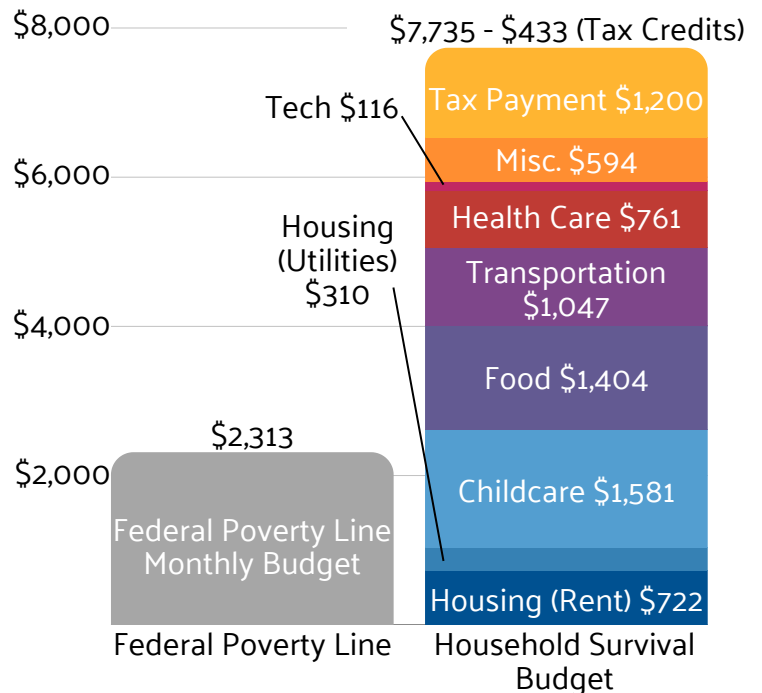 $8,000
$7,735 - $433 (Tax Credits)
Tax Payment $1,200
Tech $116
Misc. $594
$6,000
Health Care $761
Housing
(Utilities)
$310
Transportation
$1,047
$4,000
Food $1,404
$2,313
$2,000
Childcare $1,581
Federal Poverty Line
Monthly Budget
Housing (Rent) $722
Federal Poverty Line
Household Survival
Budget